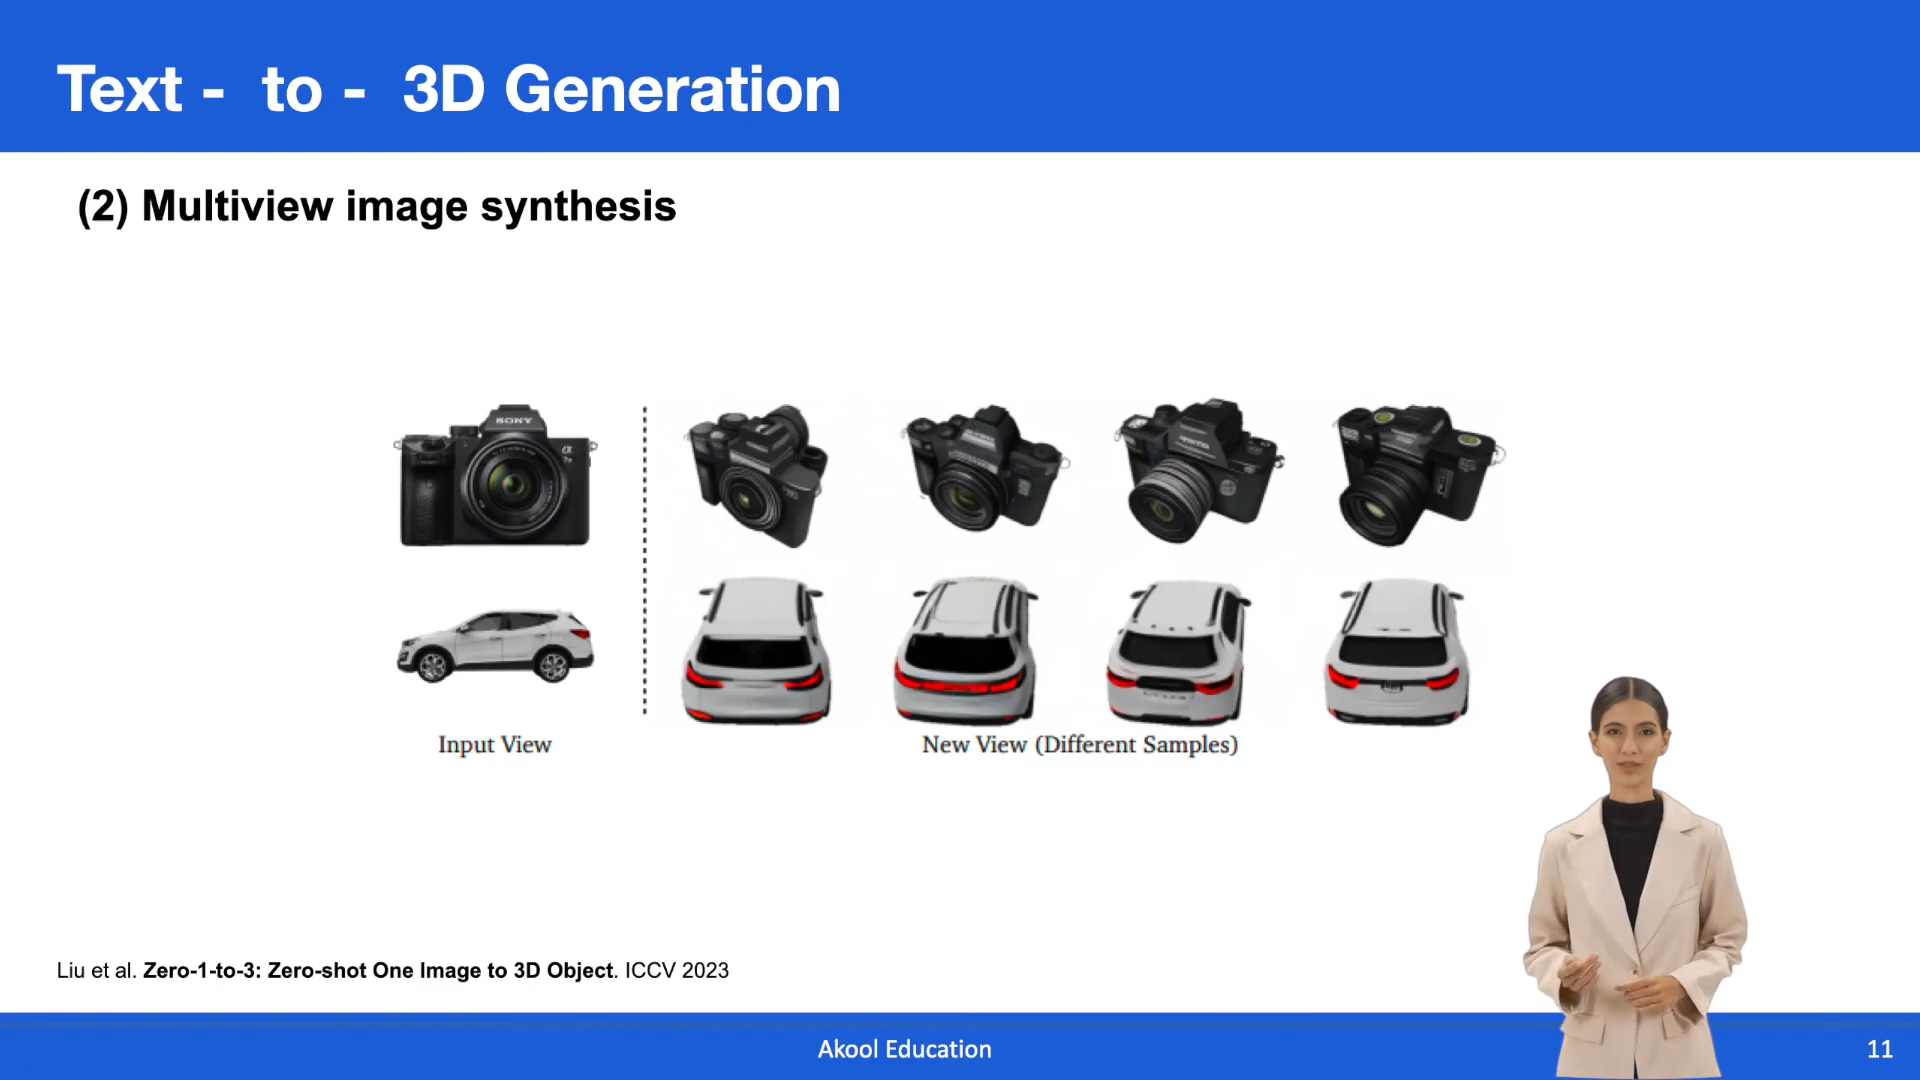 Text - to - 3D Generation
(2) Multiview image synthesis
SONY
α
Input View
New View (Different Samples)
Liu et al. Zero-1-to-3: Zero-shot One Image to 3D Object. ICCV 2023
Akool Education
11